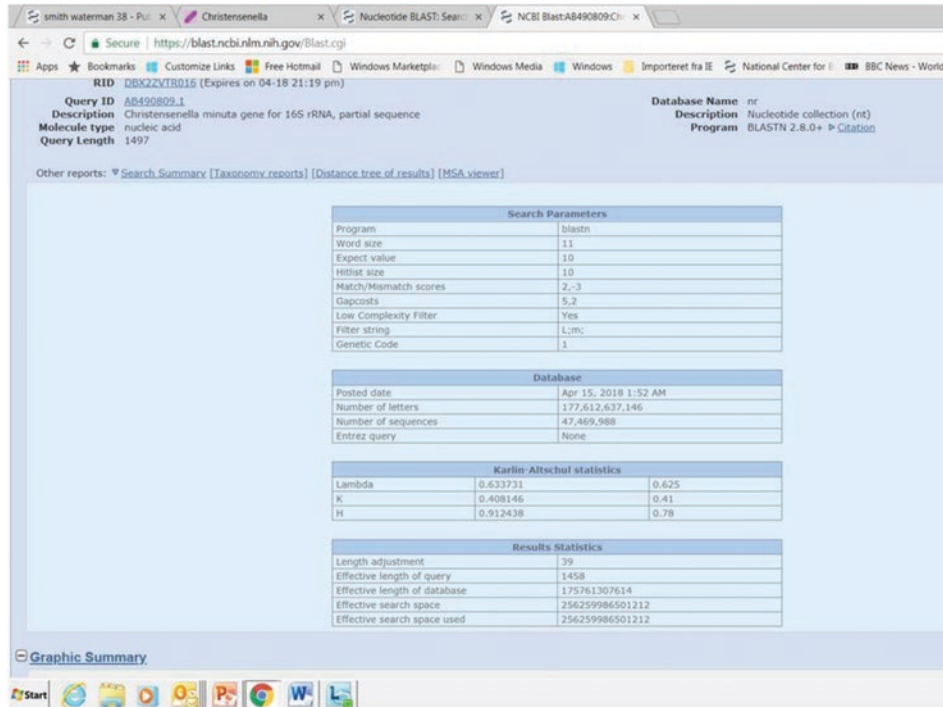 smith waterman 38 - Pu
Christensenella
Nucleotide BLAST: Searc
NCBI Blast:AB490809:Ch
Secure | https://blast.ncbi.nlm.nih.gov/Blast.cgi
Apps Bookmarks Customize Links Free Hotmail Windows Marketplac Windows Media Windows Importeret fra IE National Center for BBC News - World
RID DBX2ZVTR016 (Expires on 04-18 21:19 pm)
Query ID AB490809.1
Description Christensenella minuta gene for 16S rRNA, partial sequence
Molecule type nucleic acid
Query Length 1497
Database Name nr
Description Nucleotide collection (nt)
Program BLASTN 2.8.0+ Citation
Other reports: Search Summary [Taxonomy reports] [Distance tree of results] [MSA viewer]
Search Parameters
Program blastn
Word size 11
Expect value 10
Hitlist size 10
Match/Mismatch scores 2,-3
Gapcosts 5,2
Low Complexity Filter Yes
Filter string L;m;
Genetic Code 1
Database
Posted date Apr 15, 2018 1:52 AM
Number of letters 177,612,637,146
Number of sequences 47,469,988
Entrez query None
Karlin-Altschul statistics
Lambda 0.633731 0.625
K 0.408146 0.41
H 0.912438 0.78
Results Statistics
Length adjustment 39
Effective length of query 1458
Effective length of database 175761307614
Effective search space 256259986501212
Effective search space used 256259986501212
Graphic Summary
Start